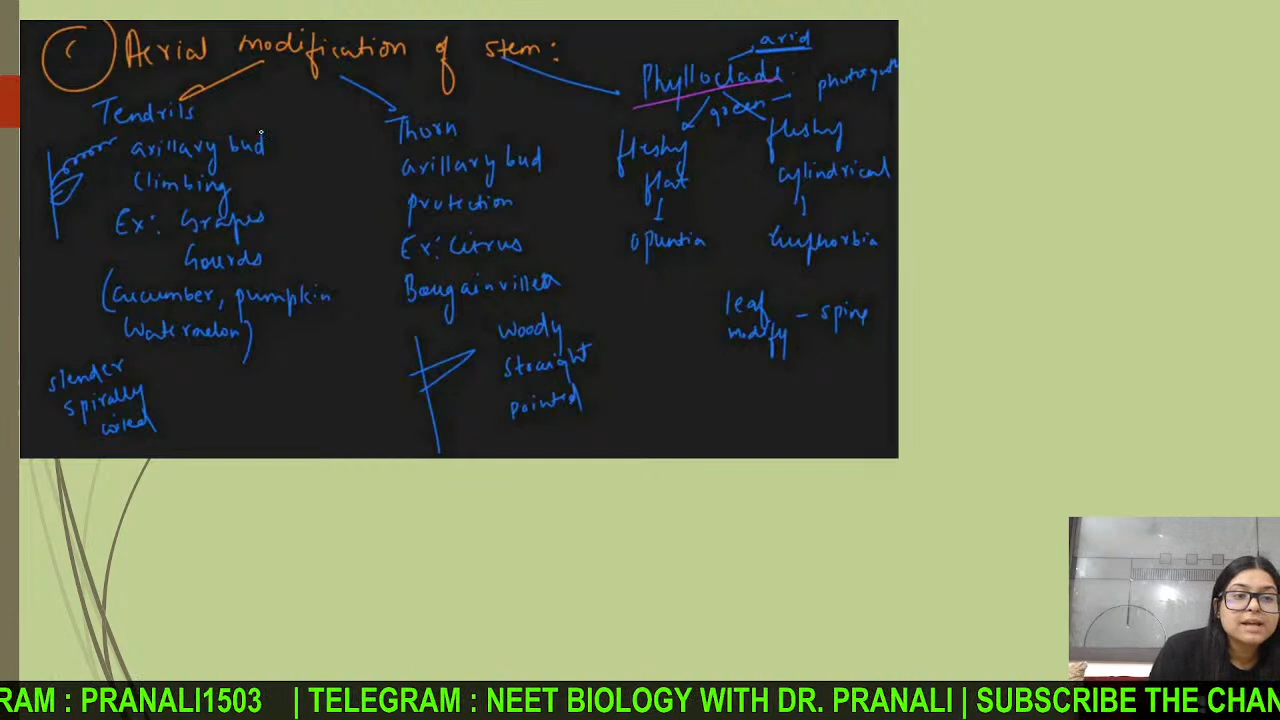 C Aerial modification of stem:
Tendrils
axillary bud
Climbing
Ex: Grapes
Gourds
(Cucumber, pumpkin
Watermelon)
slender
spirally
coiled
Thorn
axillary bud
protection
Ex: Citrus
Bougainvillea
Woody
Straight
pointed
arid
Phylloclade
green - photosynth
fleshy
flat
opuntia
fleshy
cylindrical
Euphorbia
leaf
modify - spine
RAM : PRANALI1503 | TELEGRAM : NEET BIOLOGY WITH DR. PRANALI | SUBSCRIBE THE CHAN